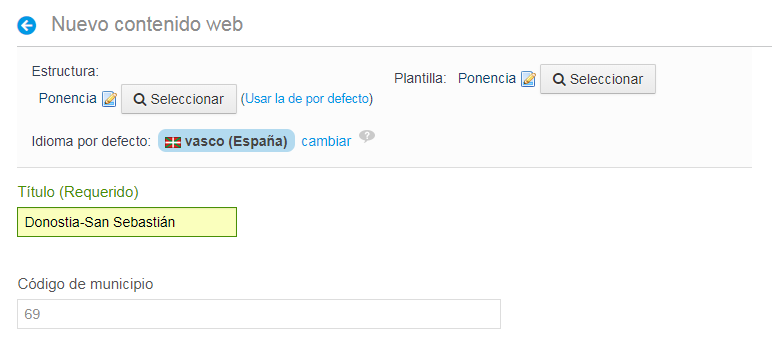 Nuevo contenido web
Estructura:
Ponencia Seleccionar (Usar la de por defecto)
Plantilla: Ponencia Seleccionar
Idioma por defecto: vasco (España) cambiar ?
Título (Requerido)
Donostia-San Sebastián
Código de municipio
69